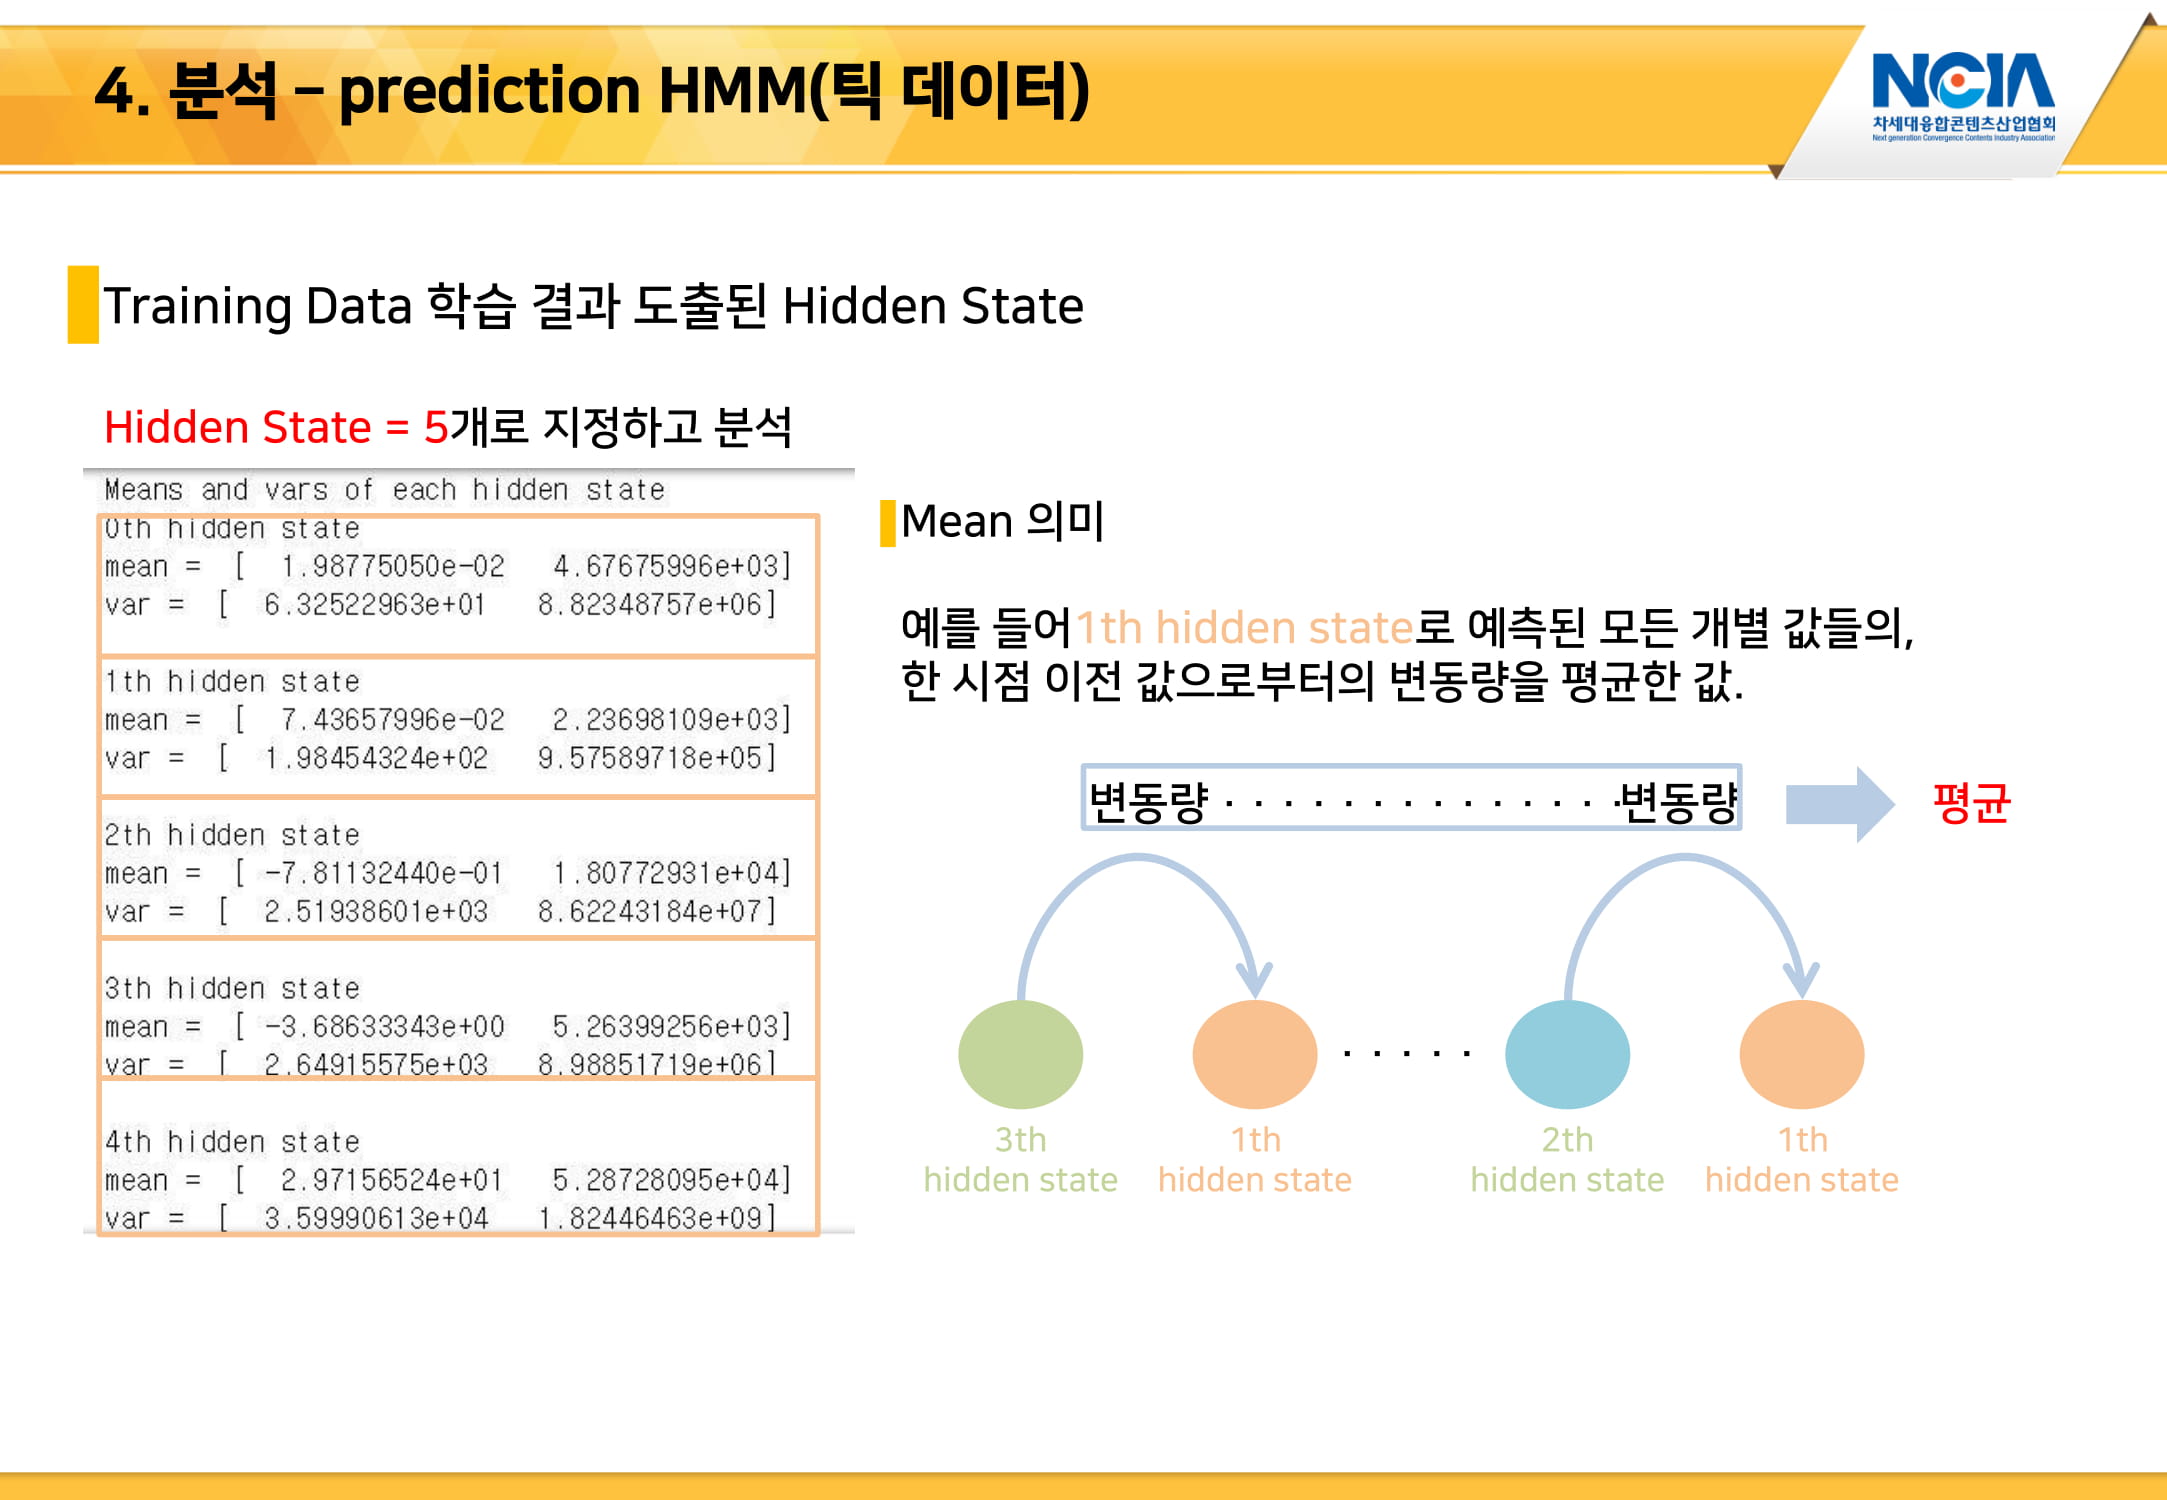 4. 분석 – prediction HMM(틱 데이터)
NCIA
차세대융합콘텐츠산업협회
Next generation Convergence Contents Industry Association
Training Data 학습 결과 도출된 Hidden State
Hidden State = 5개로 지정하고 분석
Means and vars of each hidden state
0th hidden state
mean = [ 1.98775050e-02 4.67675996e+03]
var = [ 6.32522963e+01 8.82348757e+06]
1th hidden state
mean = [ 7.43657996e-02 2.23698109e+03]
var = [ 1.98454324e+02 9.57589718e+05]
2th hidden state
mean = [ -7.81132440e-01 1.80772931e+04]
var = [ 2.51938601e+03 8.62243184e+07]
3th hidden state
mean = [ -3.68633343e+00 5.26399256e+03]
var = [ 2.64915575e+03 8.98851719e+06]
4th hidden state
mean = [ 2.97156524e+01 5.28728095e+04]
var = [ 3.59990613e+04 1.82446463e+09]
Mean 의미
예를 들어1th hidden state로 예측된 모든 개별 값들의,
한 시점 이전 값으로부터의 변동량을 평균한 값.
변동량 · · · · · · · · · · · · · ·변동량 평균
· · · · ·
3th 1th 2th 1th
hidden state hidden state hidden state hidden state